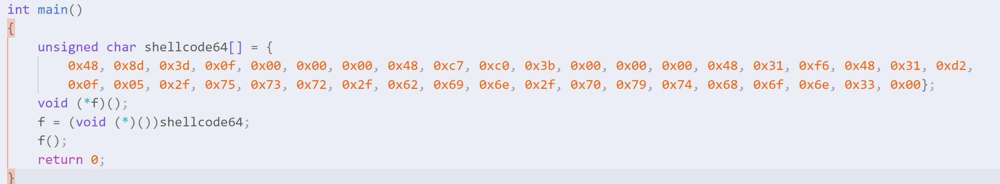 int main()
{
    unsigned char shellcode64[] = {
        0x48, 0x8d, 0x3d, 0x0f, 0x00, 0x00, 0x00, 0x48, 0xc7, 0xc0, 0x3b, 0x00, 0x00, 0x00, 0x48, 0x31, 0xf6, 0x48, 0x31, 0xd2,
        0x0f, 0x05, 0x2f, 0x75, 0x73, 0x72, 0x2f, 0x62, 0x69, 0x6e, 0x2f, 0x70, 0x79, 0x74, 0x68, 0x6f, 0x6e, 0x33, 0x00};
    void (*f)();
    f = (void (*)())shellcode64;
    f();
    return 0;
}